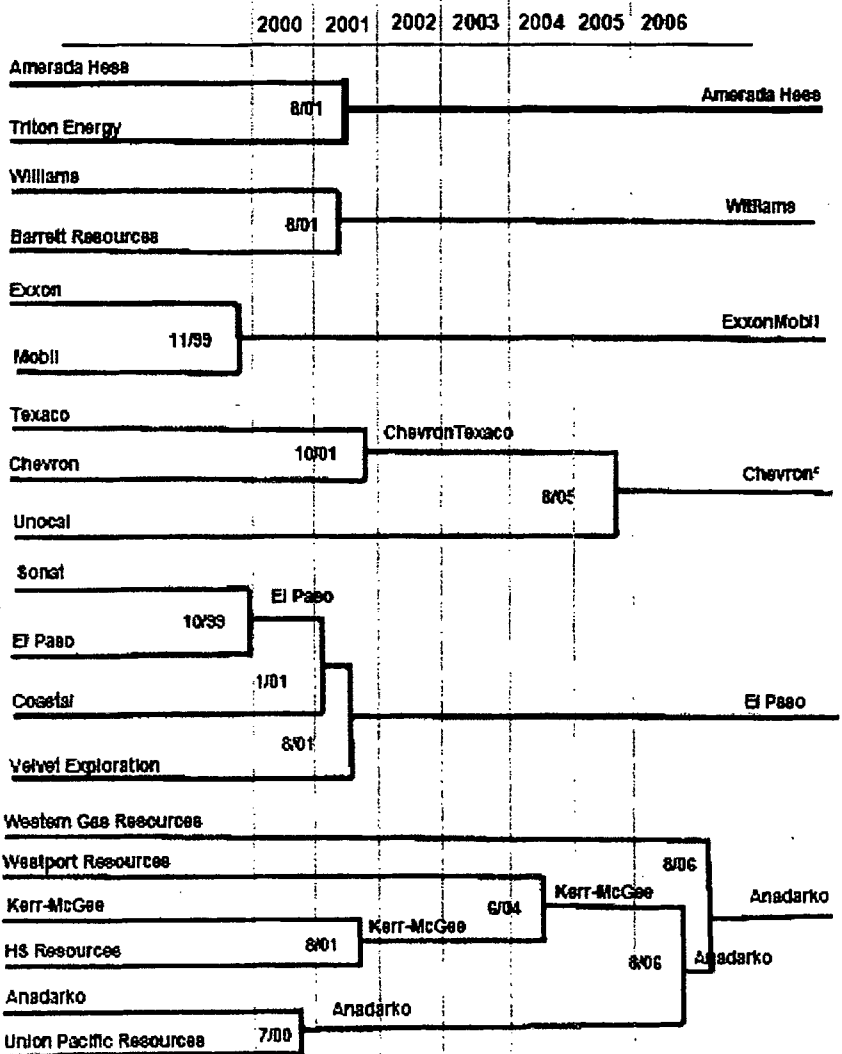 2000 2001 2002 2003 2004 2005 2006
Amerada Hess
8/01
Amerada Hess
Triton Energy
Williams
8/01
Williams
Barrett Resources
Exxon
11/99
ExxonMobil
Mobil
Texaco
10/01
ChevronTexaco
Chevron
8/05
Chevronᶜ
Unocal
Sonat
10/99
El Paso
El Paso
1/01
Coastal
El Paso
8/01
Velvet Exploration
Western Gas Resources
8/06
Westport Resources
6/04
Kerr-McGee
Anadarko
Kerr-McGee
8/01
Kerr-McGee
HS Resources
8/06
Anadarko
Anadarko
Anadarko
Union Pacific Resources
7/00